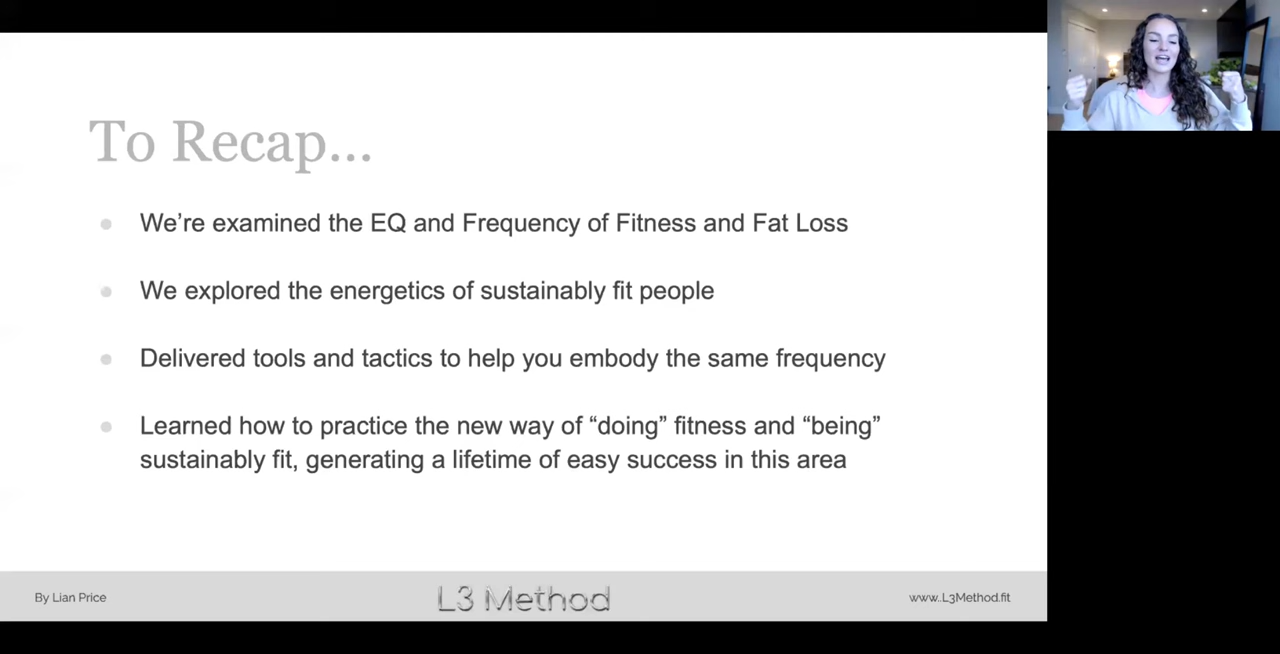 To Recap...
We’re examined the EQ and Frequency of Fitness and Fat Loss
We explored the energetics of sustainably fit people
Delivered tools and tactics to help you embody the same frequency
Learned how to practice the new way of “doing” fitness and “being”
sustainably fit, generating a lifetime of easy success in this area
By Lian Price
L3 Method
www..L3Method.fit